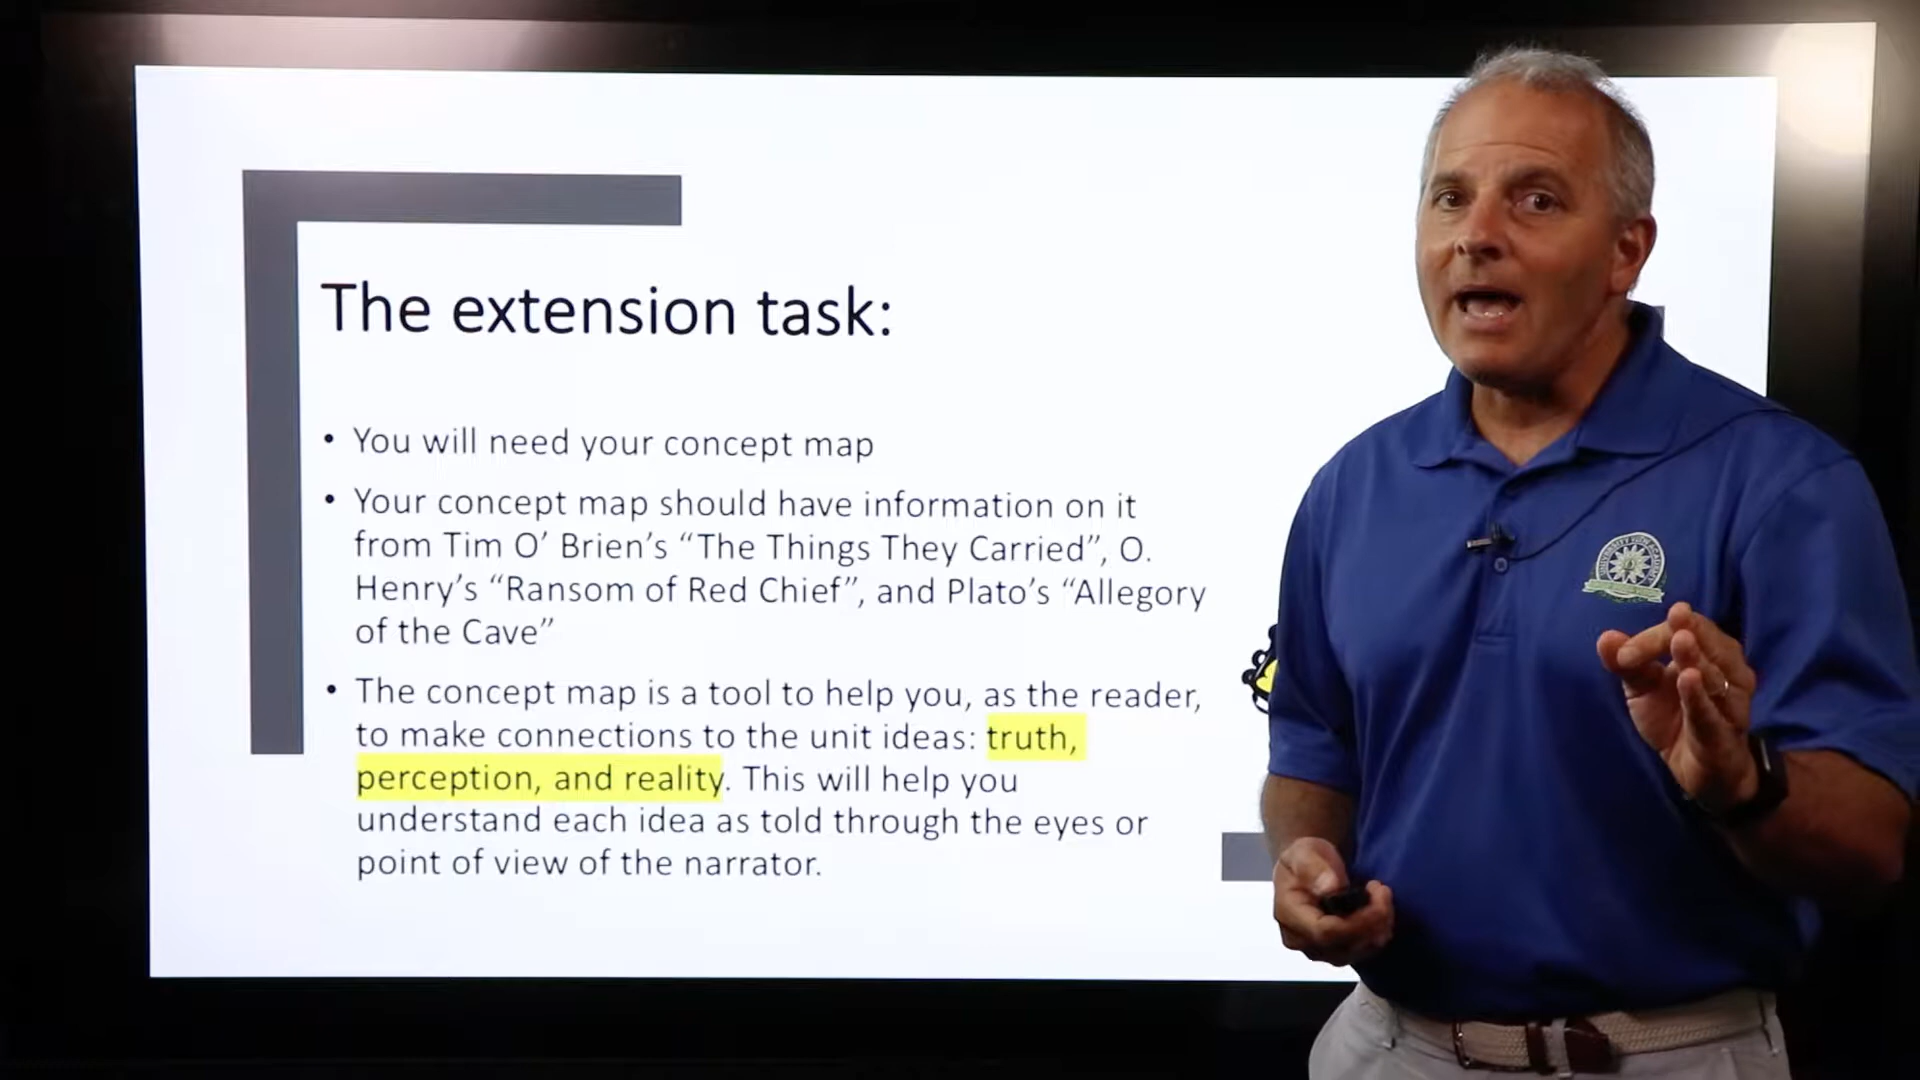 The extension task:
• You will need your concept map
• Your concept map should have information on it
from Tim O' Brien's “The Things They Carried”, O.
Henry's “Ransom of Red Chief”, and Plato's “Allegory
of the Cave”
• The concept map is a tool to help you, as the reader,
to make connections to the unit ideas: truth,
perception, and reality. This will help you
understand each idea as told through the eyes or
point of view of the narrator.